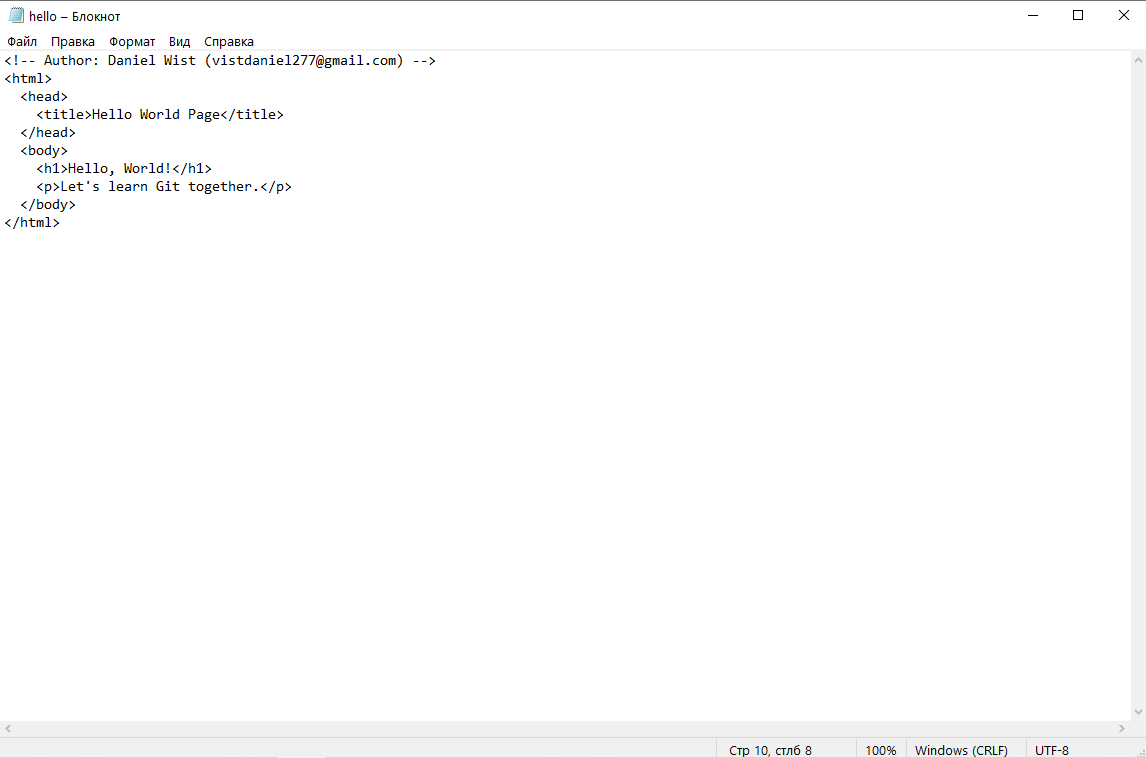 hello – Блокнот
Файл Правка Формат Вид Справка
<!-- Author: Daniel Wist (vistdaniel277@gmail.com) -->
<html>
  <head>
    <title>Hello World Page</title>
  </head>
  <body>
    <h1>Hello, World!</h1>
    <p>Let's learn Git together.</p>
  </body>
</html>
Стр 10, стлб 8 100% Windows (CRLF) UTF-8